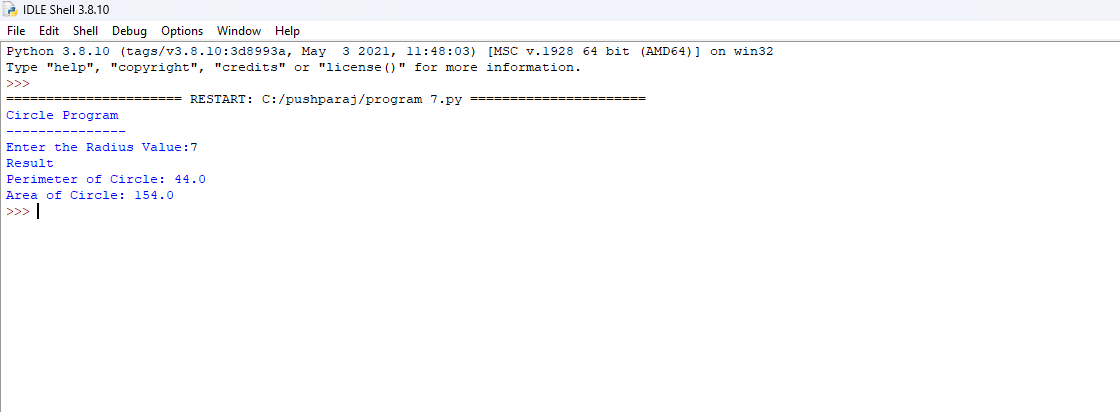 IDLE Shell 3.8.10
File Edit Shell Debug Options Window Help
Python 3.8.10 (tags/v3.8.10:3d8993a, May  3 2021, 11:48:03) [MSC v.1928 64 bit (AMD64)] on win32
Type "help", "copyright", "credits" or "license()" for more information.
>>>
====================== RESTART: C:/pushparaj/program 7.py ======================
Circle Program
---------------
Enter the Radius Value:7
Result
Perimeter of Circle: 44.0
Area of Circle: 154.0
>>>